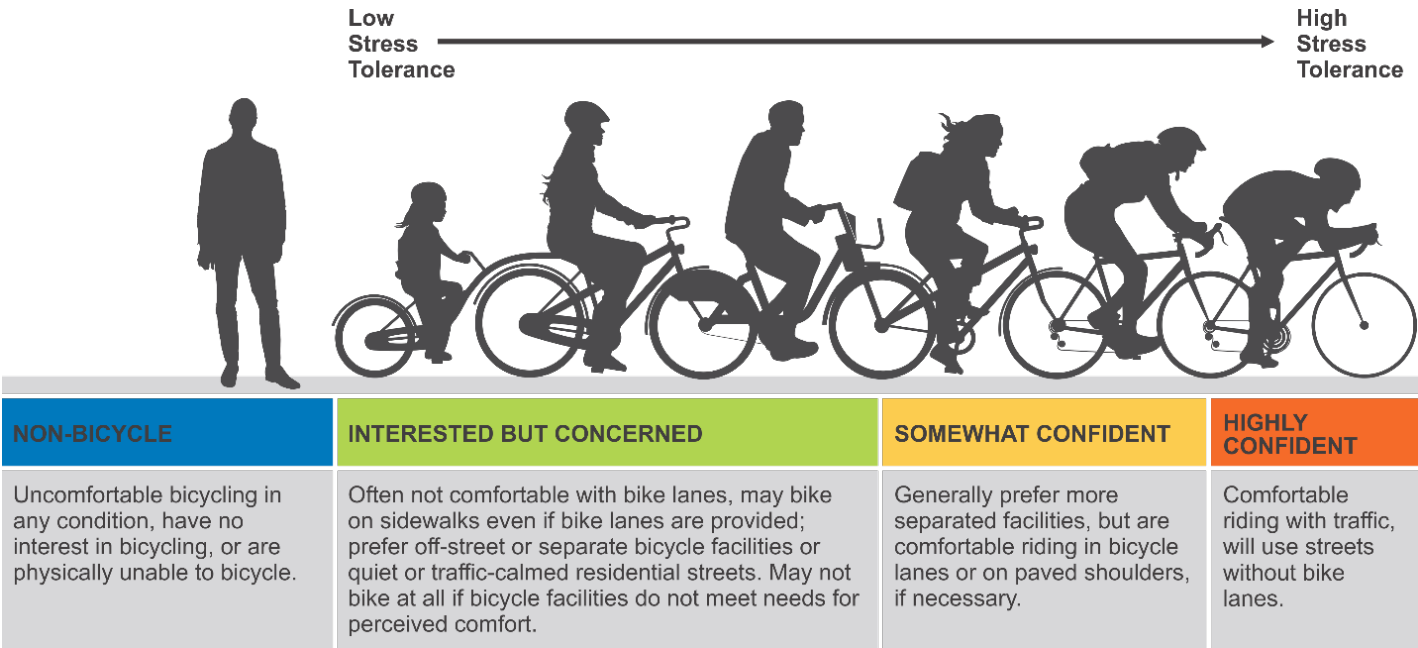 Low
Stress
Tolerance
High
Stress
Tolerance
NON-BICYCLE
Uncomfortable bicycling in
any condition, have no
interest in bicycling, or are
physically unable to bicycle.
INTERESTED BUT CONCERNED
Often not comfortable with bike lanes, may bike
on sidewalks even if bike lanes are provided;
prefer off-street or separate bicycle facilities or
quiet or traffic-calmed residential streets. May not
bike at all if bicycle facilities do not meet needs for
perceived comfort.
SOMEWHAT CONFIDENT
Generally prefer more
separated facilities, but are
comfortable riding in bicycle
lanes or on paved shoulders,
if necessary.
HIGHLY
CONFIDENT
Comfortable
riding with traffic,
will use streets
without bike
lanes.